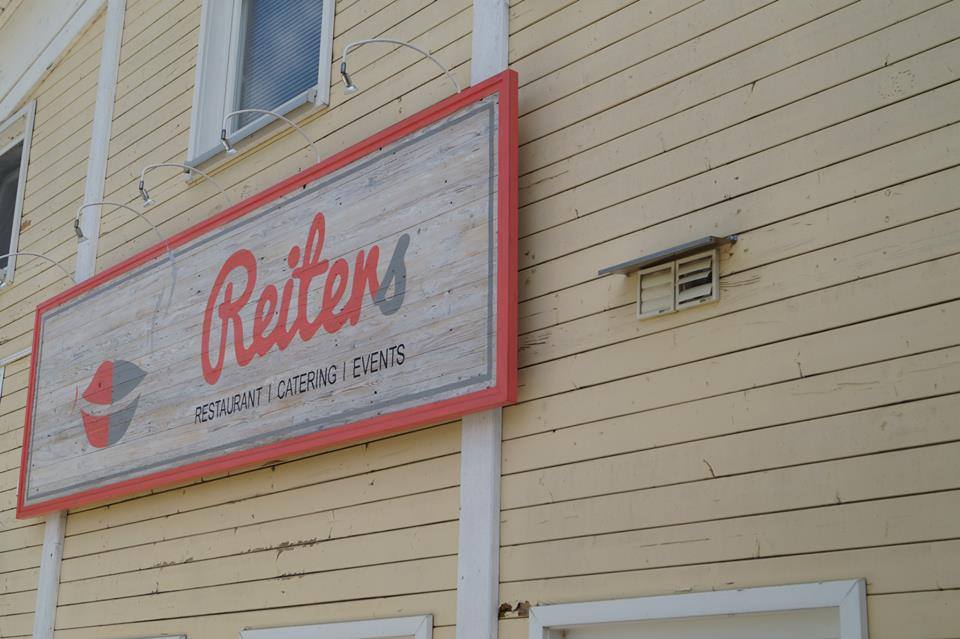 Reiters
RESTAURANT | CATERING | EVENTS